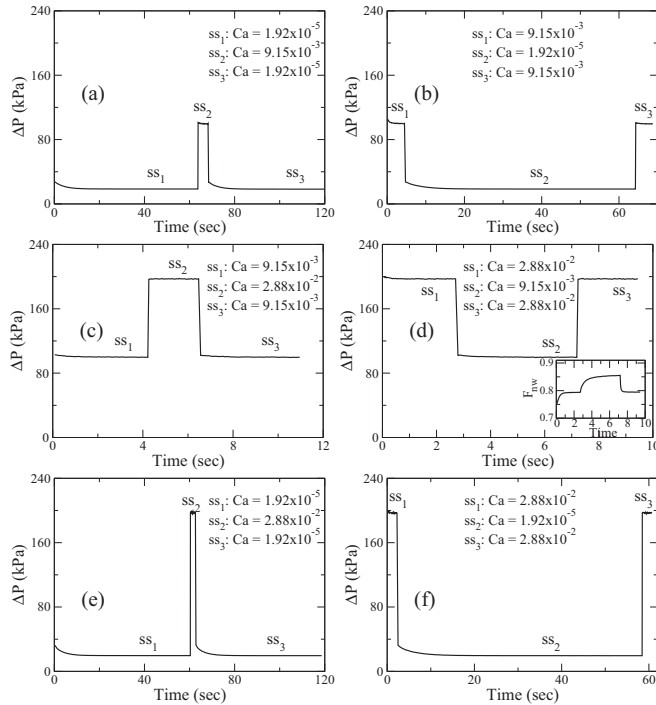 240
160
80
0
ΔP (kPa)
(a)
ss1: Ca = 1.92x10-5
ss2: Ca = 9.15x10-3
ss3: Ca = 1.92x10-5
ss2
ss1
ss3
0 40 80 120
Time (sec)
240
160
80
0
ΔP (kPa)
(b)
ss1: Ca = 9.15x10-3
ss2: Ca = 1.92x10-5
ss3: Ca = 9.15x10-3
ss1
ss3
ss2
0 20 40 60
Time (sec)
240
160
80
0
ΔP (kPa)
(c)
ss1: Ca = 9.15x10-3
ss2: Ca = 2.88x10-2
ss3: Ca = 9.15x10-3
ss2
ss1
ss3
0 4 8 12
Time (sec)
240
160
80
0
ΔP (kPa)
(d)
ss1: Ca = 2.88x10-2
ss2: Ca = 9.15x10-3
ss3: Ca = 2.88x10-2
ss1
ss3
ss2
0.9
0.8
0.7
Fnw
0 2 4 6 8 10
Time
0 3 6 9
Time (sec)
240
160
80
0
ΔP (kPa)
(e)
ss1: Ca = 1.92x10-5
ss2: Ca = 2.88x10-2
ss3: Ca = 1.92x10-5
ss2
ss1
ss3
0 40 80 120
Time (sec)
240
160
80
0
ΔP (kPa)
(f)
ss1: Ca = 2.88x10-2
ss2: Ca = 1.92x10-5
ss3: Ca = 2.88x10-2
ss1
ss3
ss2
0 20 40 60
Time (sec)